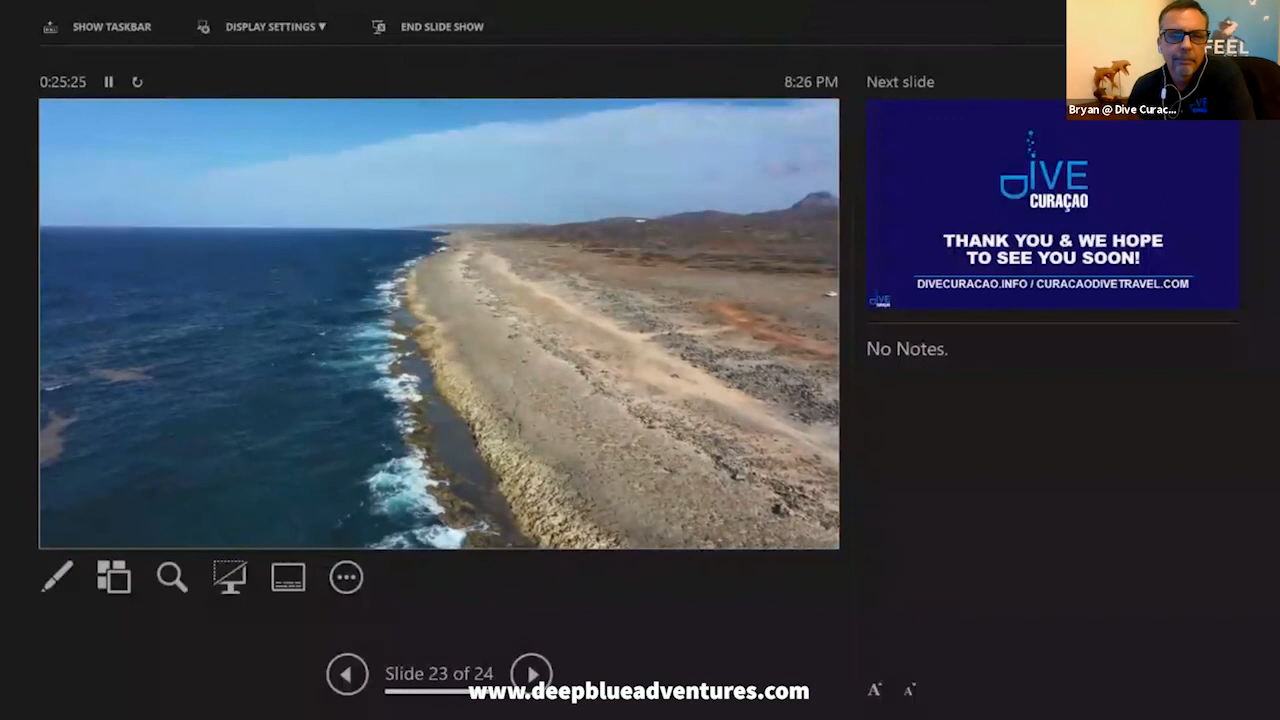 SHOW TASKBAR
DISPLAY SETTINGS ▼
END SLIDE SHOW
FEEL
Bryan @ Dive Curac...
0:25:25
8:26 PM
Next slide
DIVE
CURAÇAO
THANK YOU & WE HOPE
TO SEE YOU SOON!
DIVECURACAO.INFO / CURACAODIVETRAVEL.COM
No Notes.
Slide 23 of 24
www.deepblueadventures.com
A A